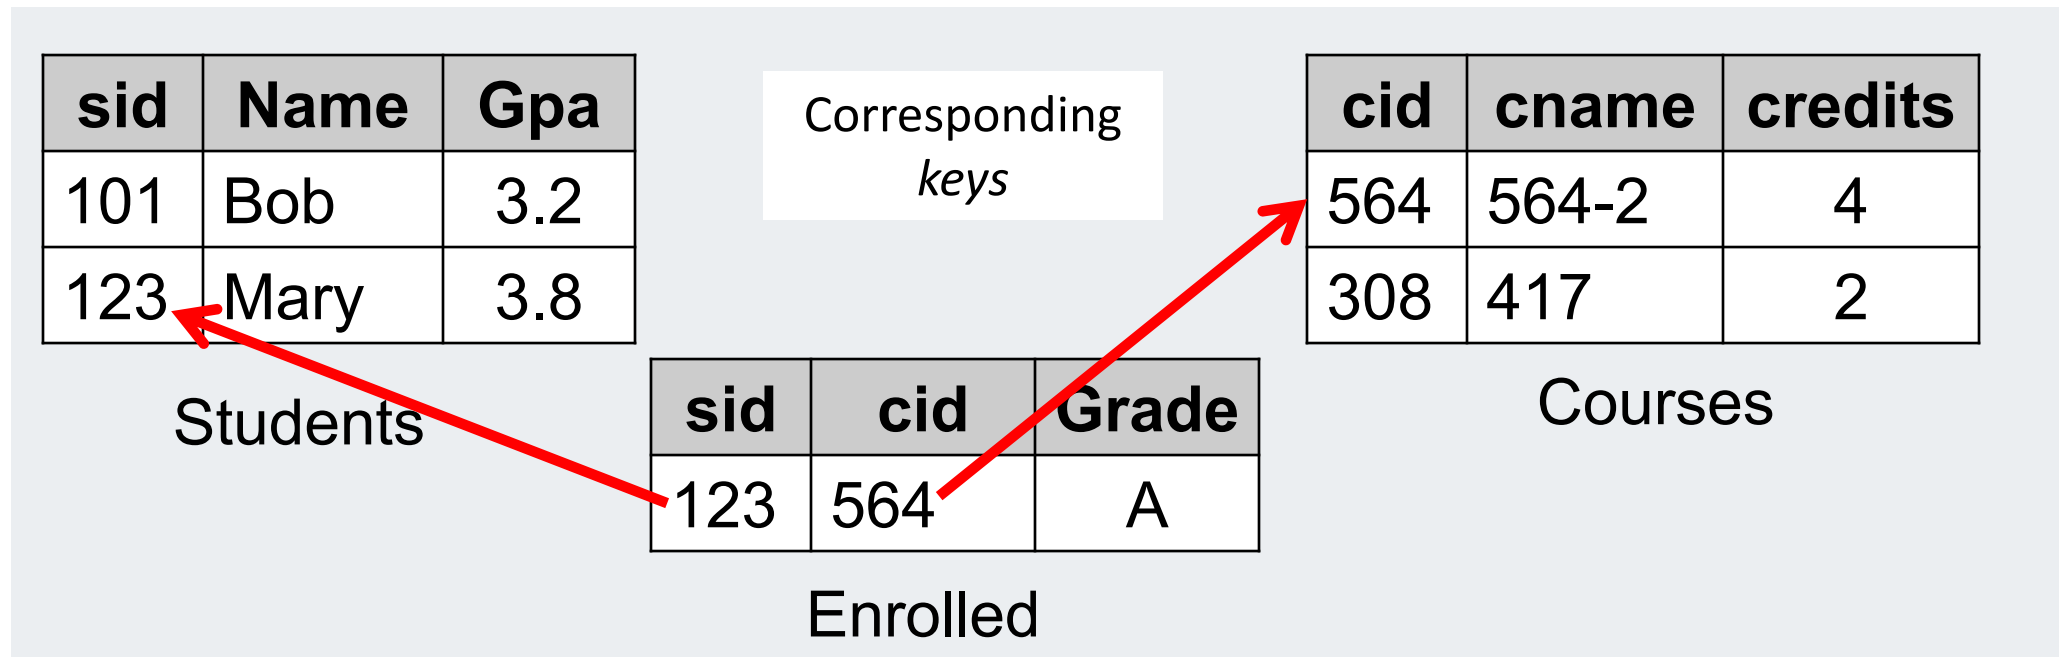 sid Name Gpa
101 Bob 3.2
123 Mary 3.8
Students
Corresponding
keys
cid cname credits
564 564-2 4
308 417 2
Courses
sid cid Grade
123 564 A
Enrolled